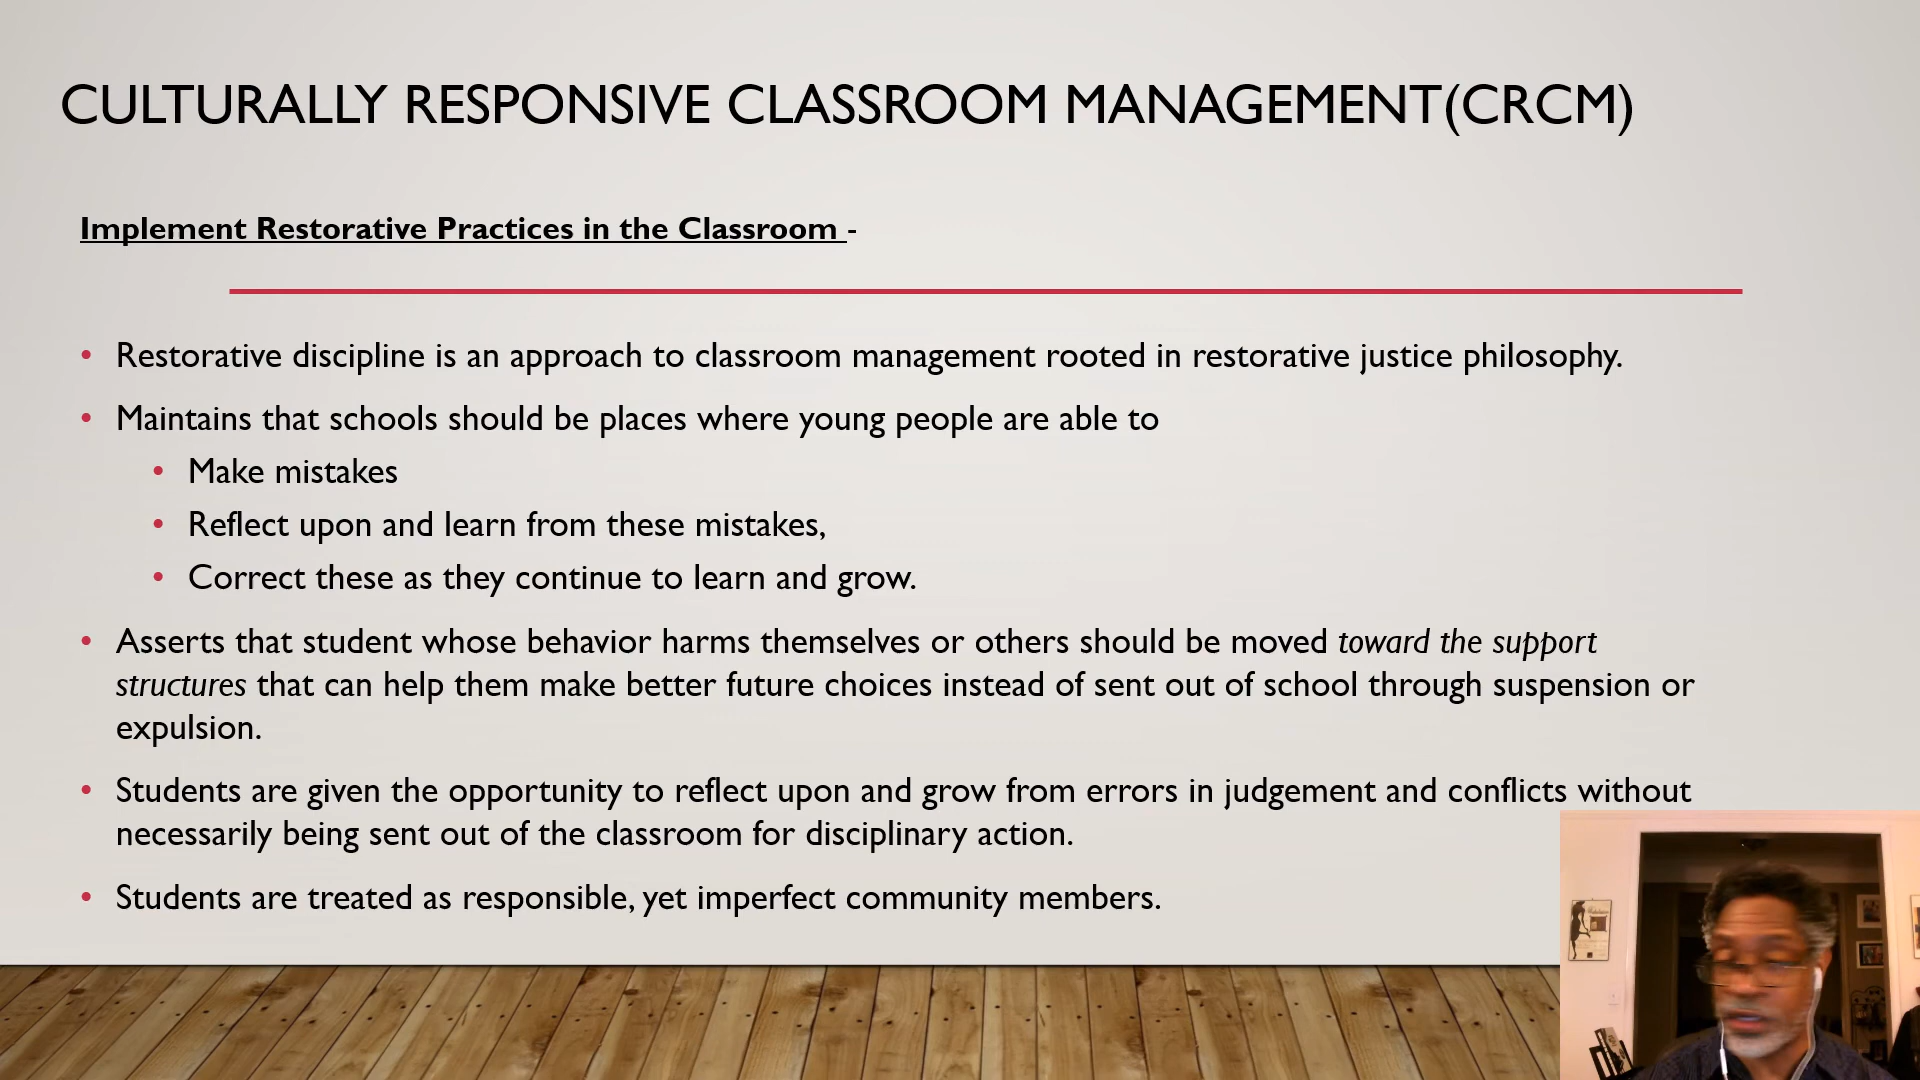 CULTURALLY RESPONSIVE CLASSROOM MANAGEMENT(CRCM)
Implement Restorative Practices in the Classroom -
• Restorative discipline is an approach to classroom management rooted in restorative justice philosophy.
• Maintains that schools should be places where young people are able to
• Make mistakes
• Reflect upon and learn from these mistakes,
• Correct these as they continue to learn and grow.
• Asserts that student whose behavior harms themselves or others should be moved toward the support
structures that can help them make better future choices instead of sent out of school through suspension or
expulsion.
• Students are given the opportunity to reflect upon and grow from errors in judgement and conflicts without
necessarily being sent out of the classroom for disciplinary action.
• Students are treated as responsible, yet imperfect community members.